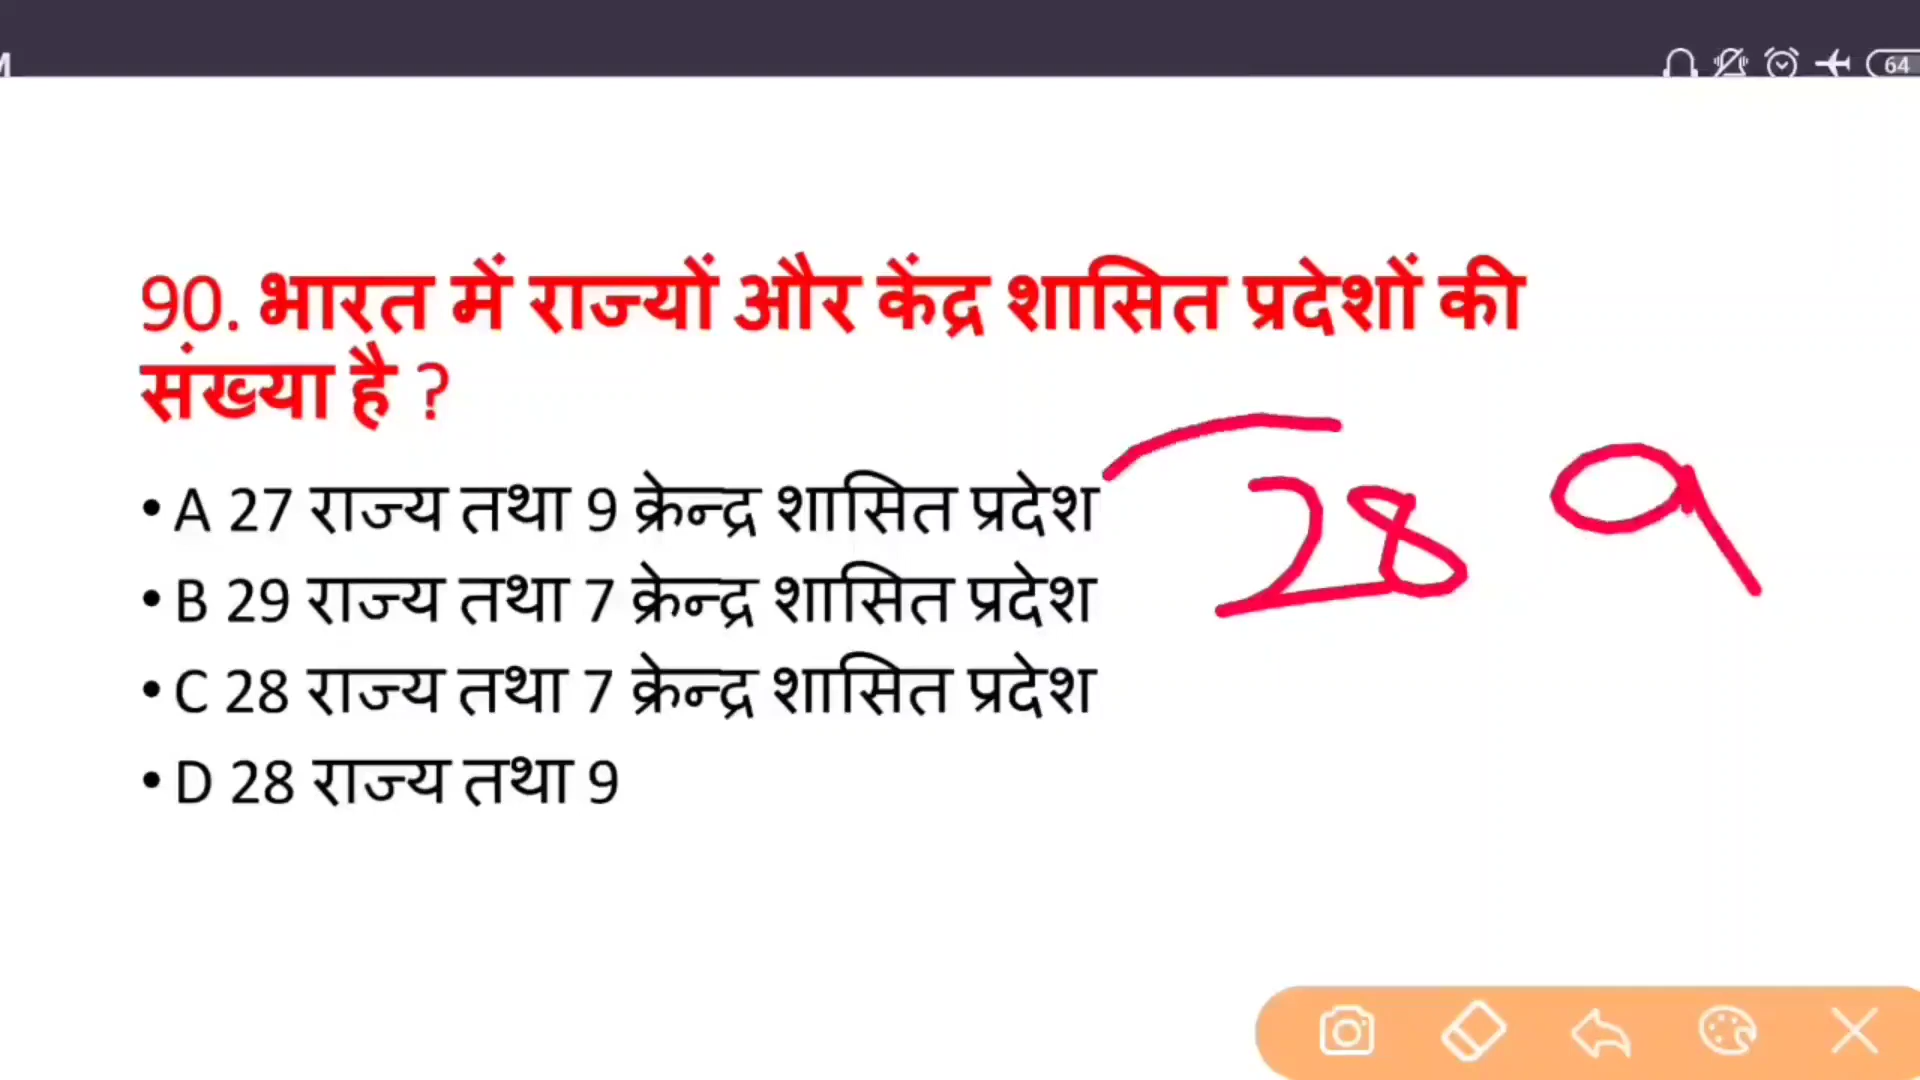 64
90. भारत में राज्यों और केंद्र शासित प्रदेशों की
संख्या है ?
• A 27 राज्य तथा 9 क्रेन्द्र शासित प्रदेश
• B 29 राज्य तथा 7 क्रेन्द्र शासित प्रदेश
• C 28 राज्य तथा 7 क्रेन्द्र शासित प्रदेश
• D 28 राज्य तथा 9
28 9